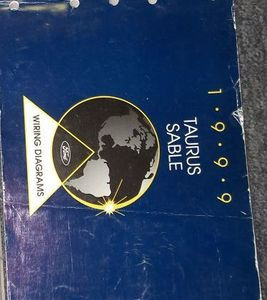 1·9·9·9
TAURUS
SABLE
Ford
WIRING DIAGRAMS